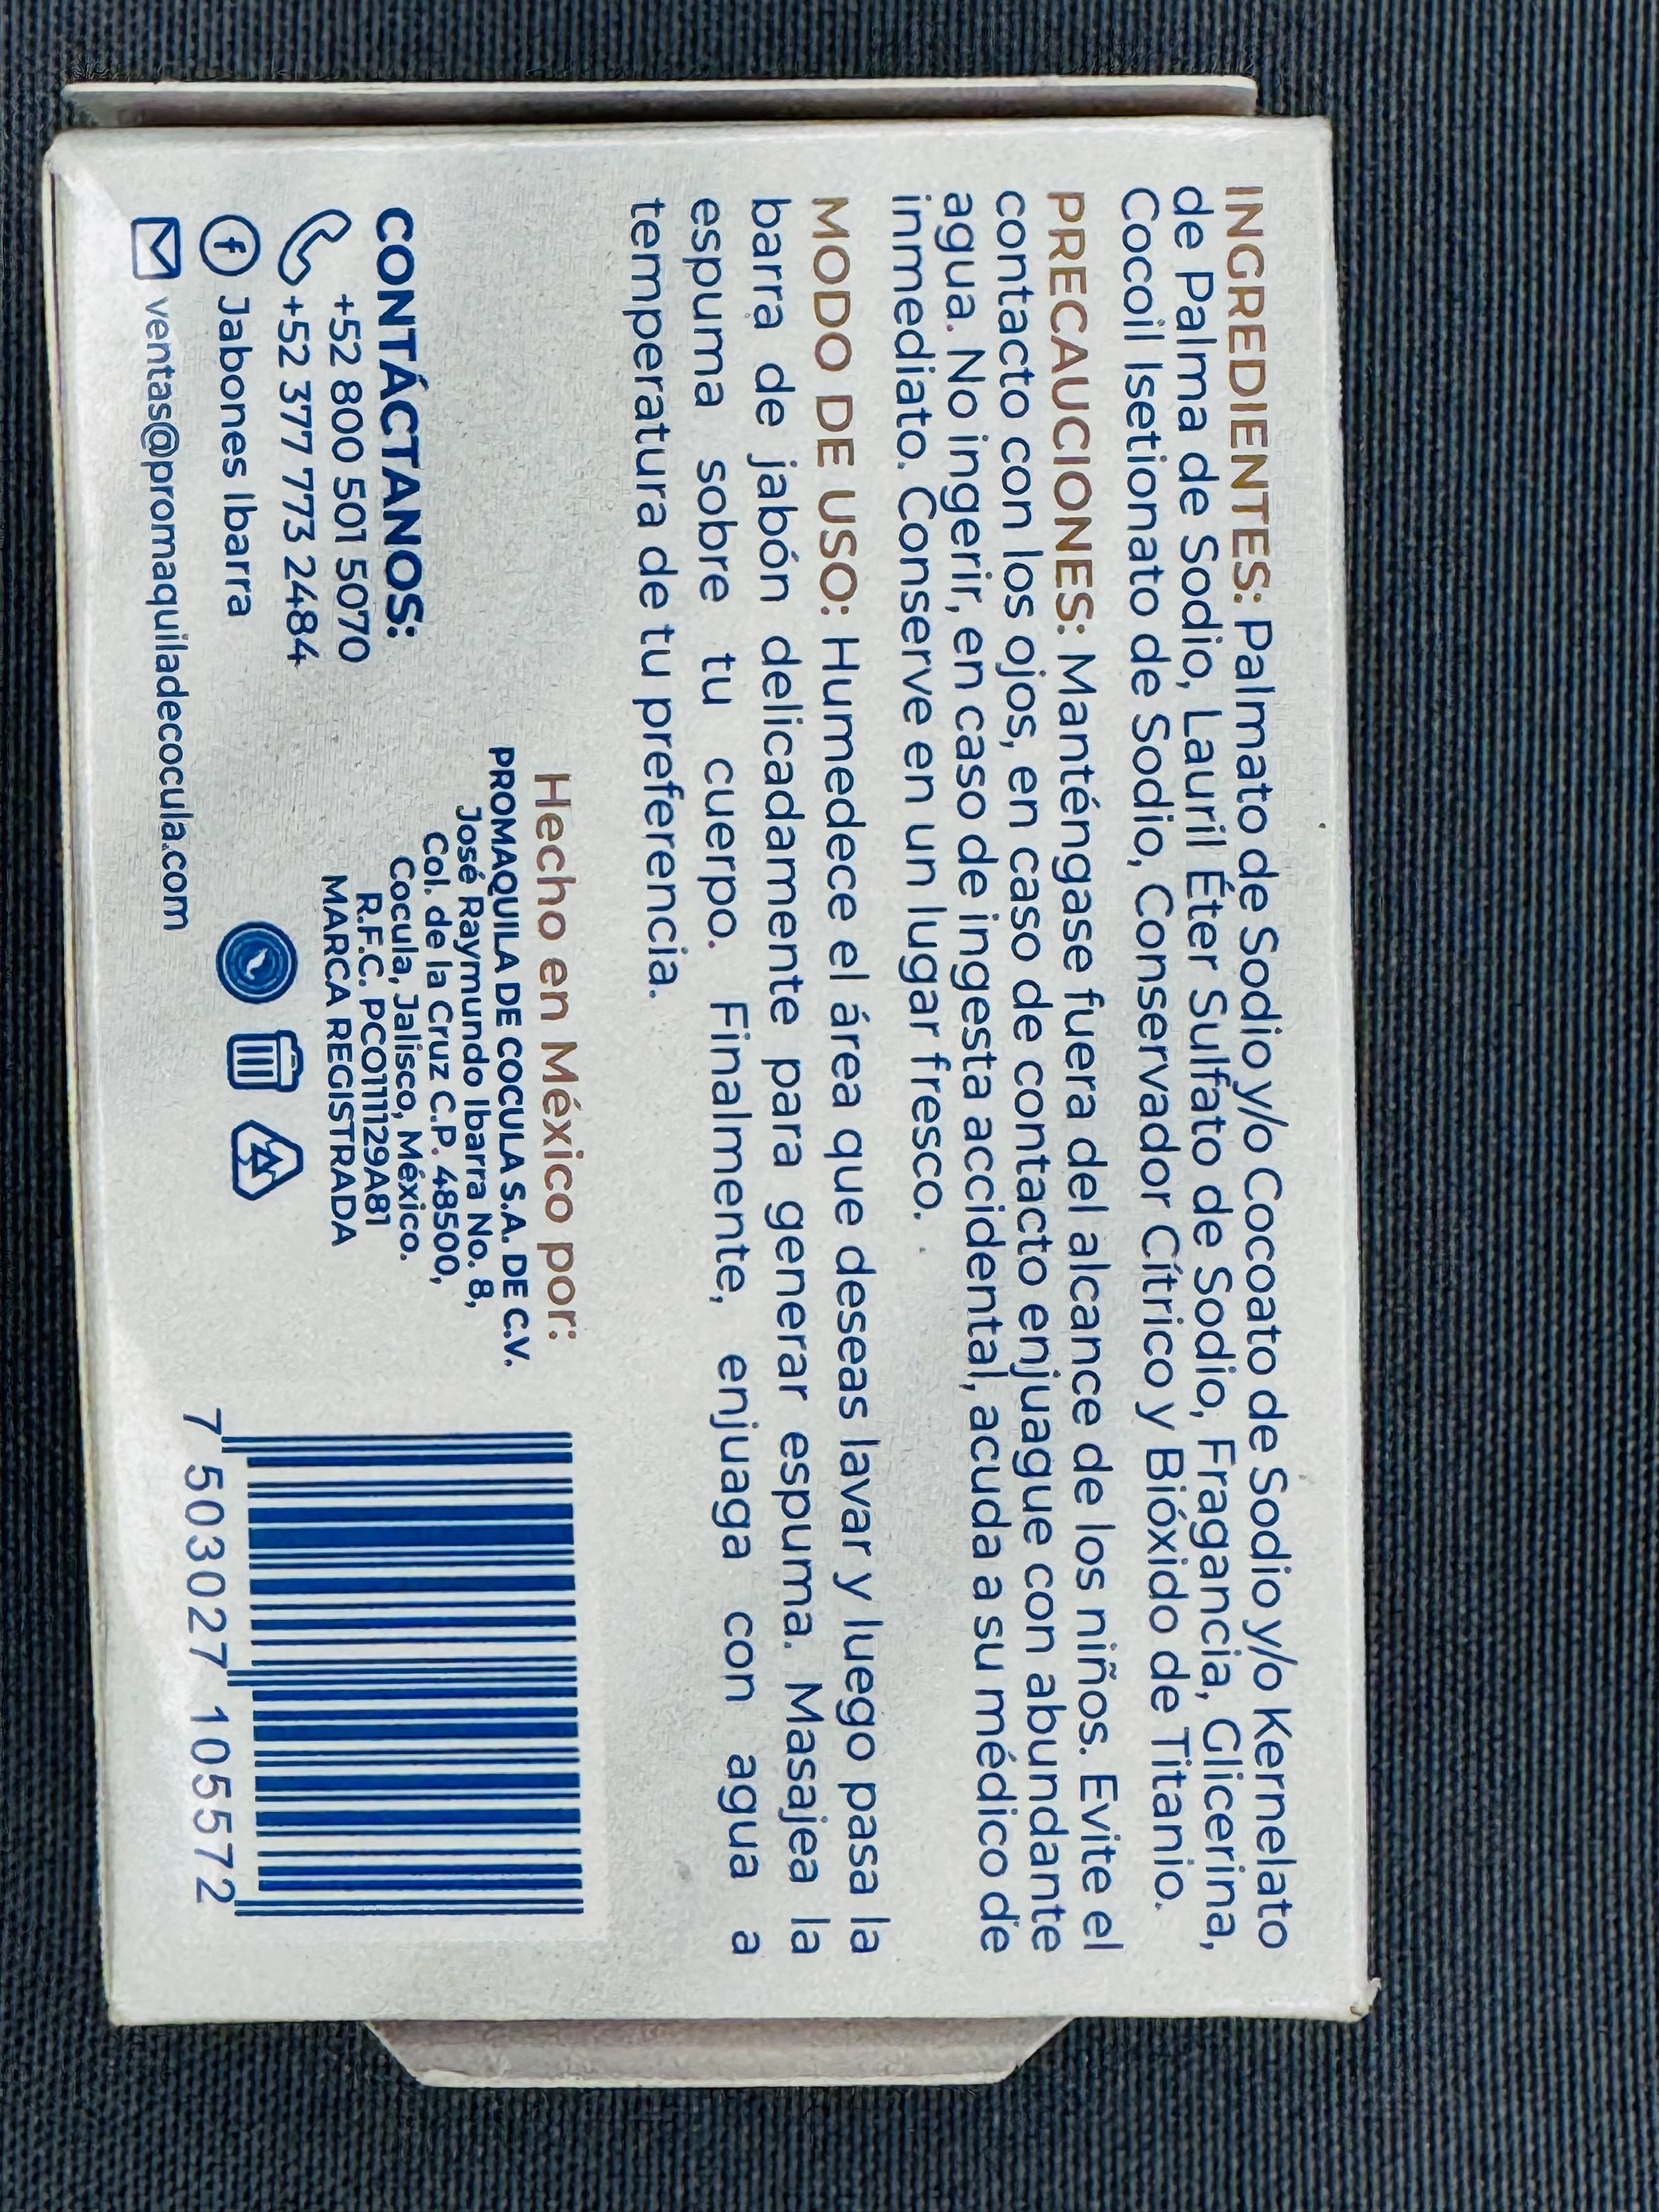 INGREDIENTES: Palmato de Sodio y/o Cocoato de Sodio y/o Kernelato
de Palma de Sodio, Lauril Éter Sulfato de Sodio, Fragancia, Glicerina,
Cocoil Isetionato de Sodio, Conservador Cítrico y Bióxido de Titanio.
PRECAUCIONES: Manténgase fuera del alcance de los niños. Evite el
contacto con los ojos, en caso de contacto enjuague con abundante
agua. No ingerir, en caso de ingesta accidental, acuda a su médico de
inmediato. Conserve en un lugar fresco.
MODO DE USO: Humedece el área que deseas lavar y luego pasa la
barra de jabón delicadamente para generar espuma. Masajea la
espuma sobre tu cuerpo. Finalmente, enjuaga con agua a
temperatura de tu preferencia.
CONTÁCTANOS:
+52 800 501 5070
+52 377 773 2484
Jabones Ibarra
ventas@promaquiladecocula.com
Hecho en México por:
PROMAQUILA DE COCULA S.A. DE C.V.
José Raymundo Ibarra No. 8,
Col. de la Cruz C.P. 48500,
Cocula, Jalisco, México.
R.F.C. PCO111129A81
MARCA REGISTRADA
7 503027 105572